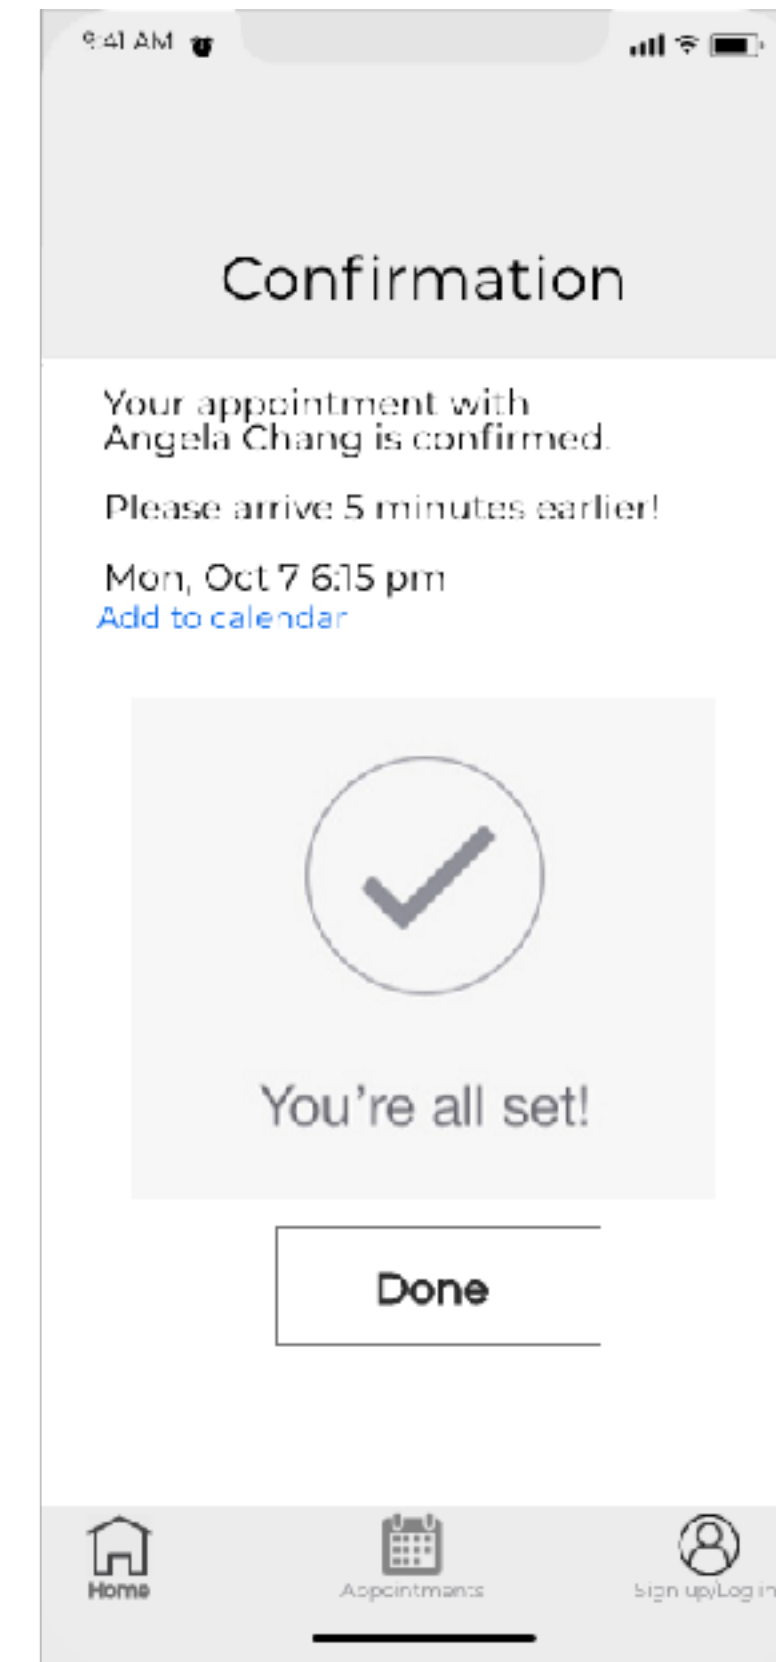 9:41 AM
Confirmation
Your appointment with
Angela Chang is confirmed.
Please arrive 5 minutes earlier!
Mon, Oct 7 6:15 pm
Add to calendar
You're all set!
Done
Home
Appointments
Sign up/Log in